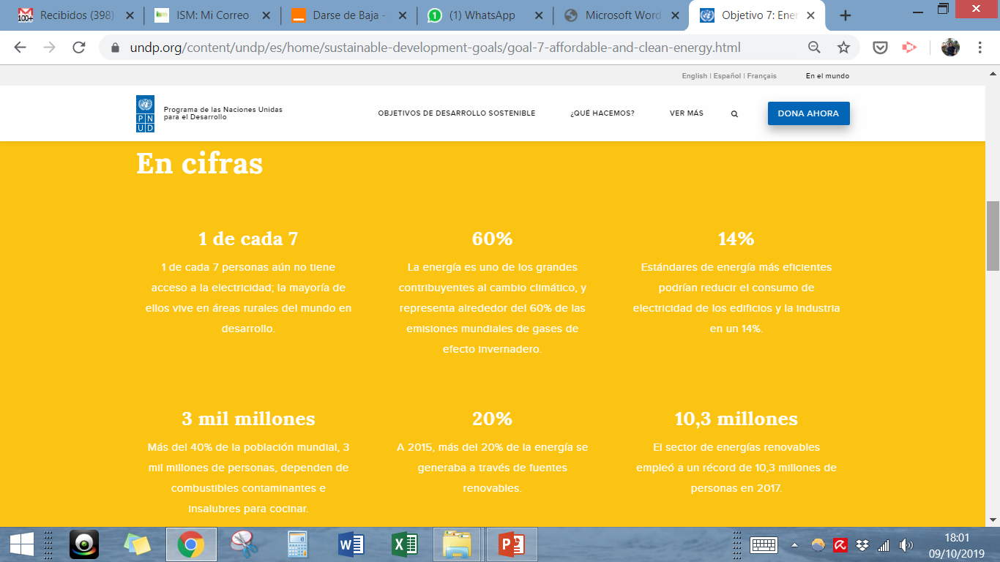 Recibidos (398)
ISM: Mi Correo
Darse de Baja -
(1) WhatsApp
Microsoft Word
Objetivo 7: Ener
undp.org/content/undp/es/home/sustainable-development-goals/goal-7-affordable-and-clean-energy.html
English | Español | Français
En el mundo
PNUD
Programa de las Naciones Unidas
para el Desarrollo
OBJETIVOS DE DESARROLLO SOSTENIBLE
¿QUÉ HACEMOS?
VER MÁS
DONA AHORA
En cifras
1 de cada 7
1 de cada 7 personas aún no tiene
acceso a la electricidad; la mayoría de
ellos vive en áreas rurales del mundo en
desarrollo.
60%
La energía es uno de los grandes
contribuyentes al cambio climático, y
representa alrededor del 60% de las
emisiones mundiales de gases de
efecto invernadero.
14%
Estándares de energía más eficientes
podrían reducir el consumo de
electricidad de los edificios y la industria
en un 14%.
3 mil millones
Más del 40% de la población mundial, 3
mil millones de personas, dependen de
combustibles contaminantes e
insalubres para cocinar.
20%
A 2015, más del 20% de la energía se
generaba a través de fuentes
renovables.
10,3 millones
El sector de energías renovables
empleó a un récord de 10,3 millones de
personas en 2017.
18:01
09/10/2019